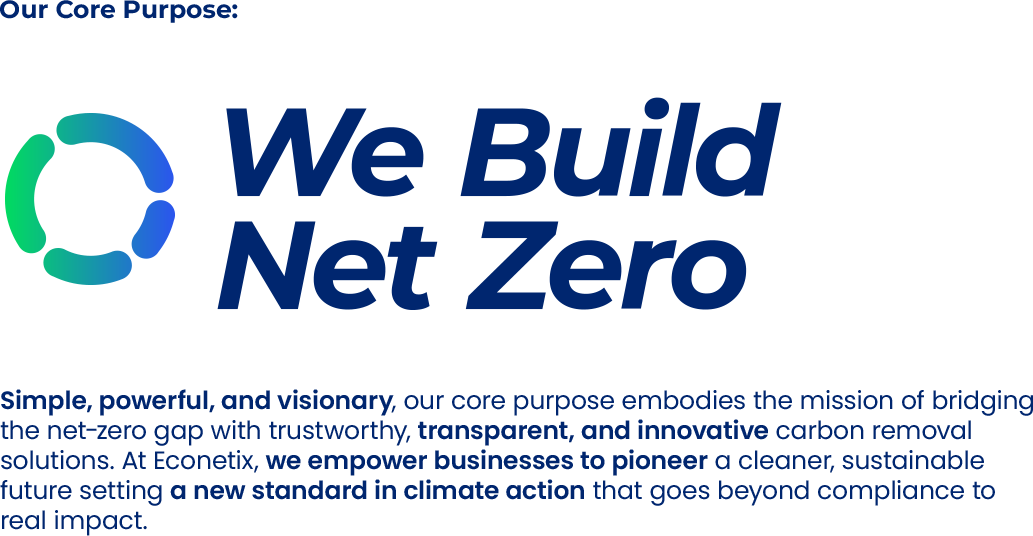 Our Core Purpose:
We Build
Net Zero
Simple, powerful, and visionary, our core purpose embodies the mission of bridging
the net-zero gap with trustworthy, transparent, and innovative carbon removal
solutions. At Econetix, we empower businesses to pioneer a cleaner, sustainable
future setting a new standard in climate action that goes beyond compliance to
real impact.